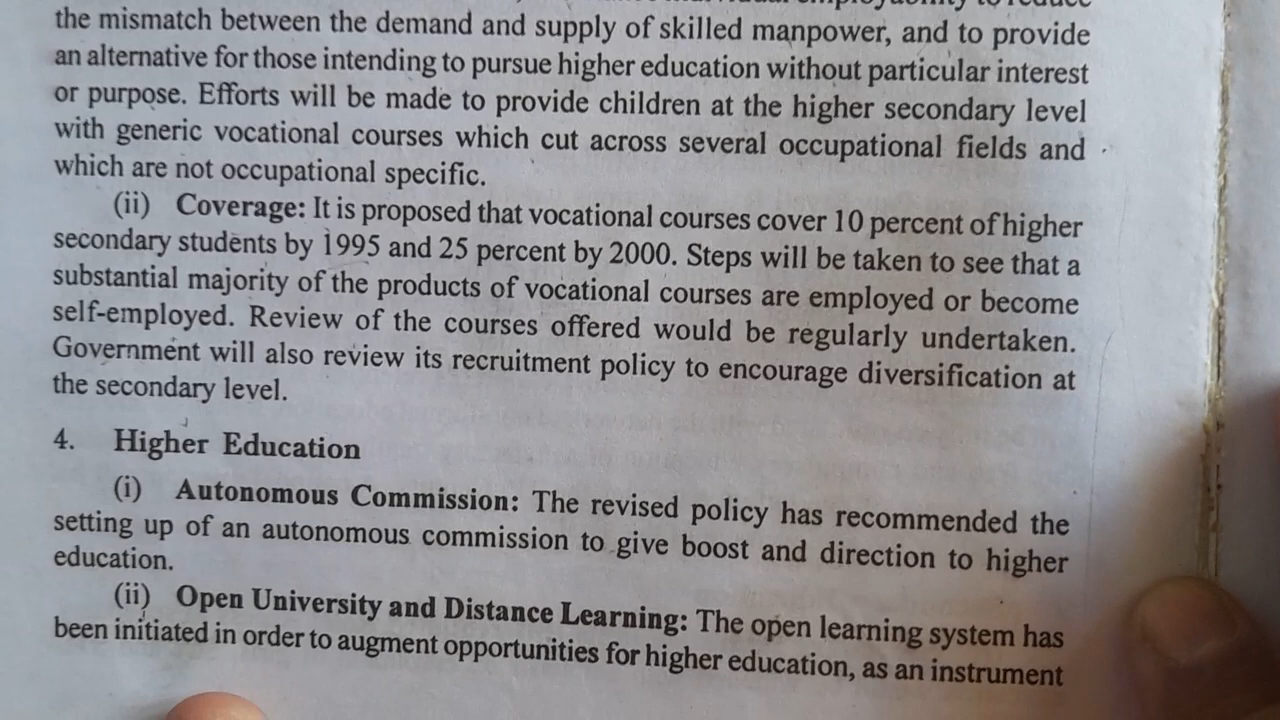 the mismatch between the demand and supply of skilled manpower, and to provide
an alternative for those intending to pursue higher education without particular interest
or purpose. Efforts will be made to provide children at the higher secondary level
with generic vocational courses which cut across several occupational fields and
which are not occupational specific.
(ii) Coverage: It is proposed that vocational courses cover 10 percent of higher
secondary students by 1995 and 25 percent by 2000. Steps will be taken to see that a
substantial majority of the products of vocational courses are employed or become
self-employed. Review of the courses offered would be regularly undertaken.
Government will also review its recruitment policy to encourage diversification at
the secondary level.
4. Higher Education
(i) Autonomous Commission: The revised policy has recommended the
setting up of an autonomous commission to give boost and direction to higher
education.
(ii) Open University and Distance Learning: The open learning system has
been initiated in order to augment opportunities for higher education, as an instrument